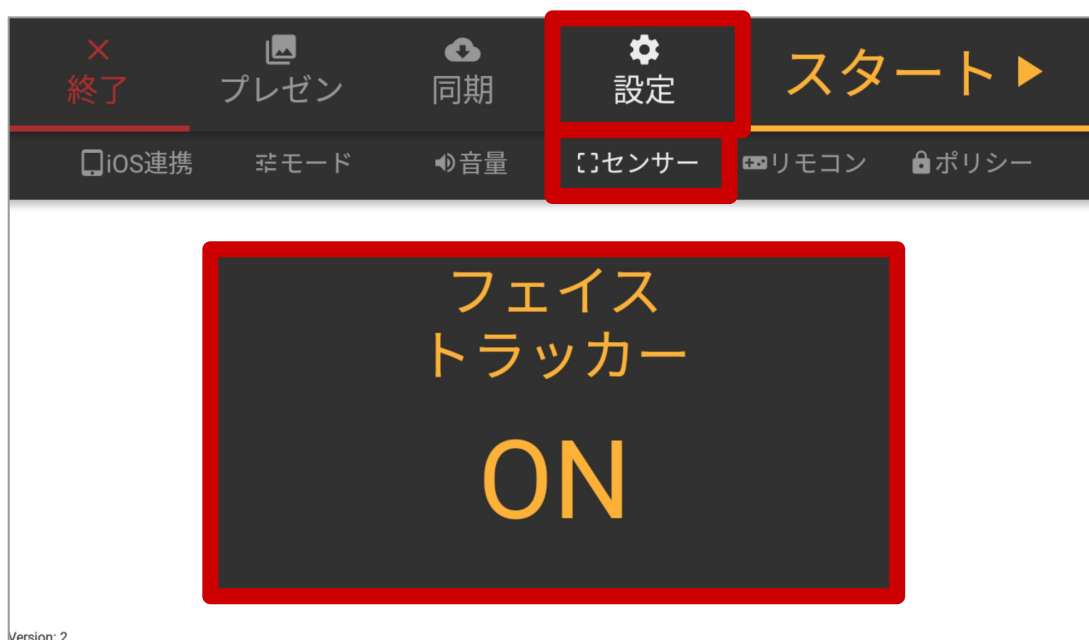 終了
プレゼン
同期
設定
スタート
iOS連携
モード
音量
センサー
リモコン
ポリシー
フェイス
トラッカー
ON
Version: 2